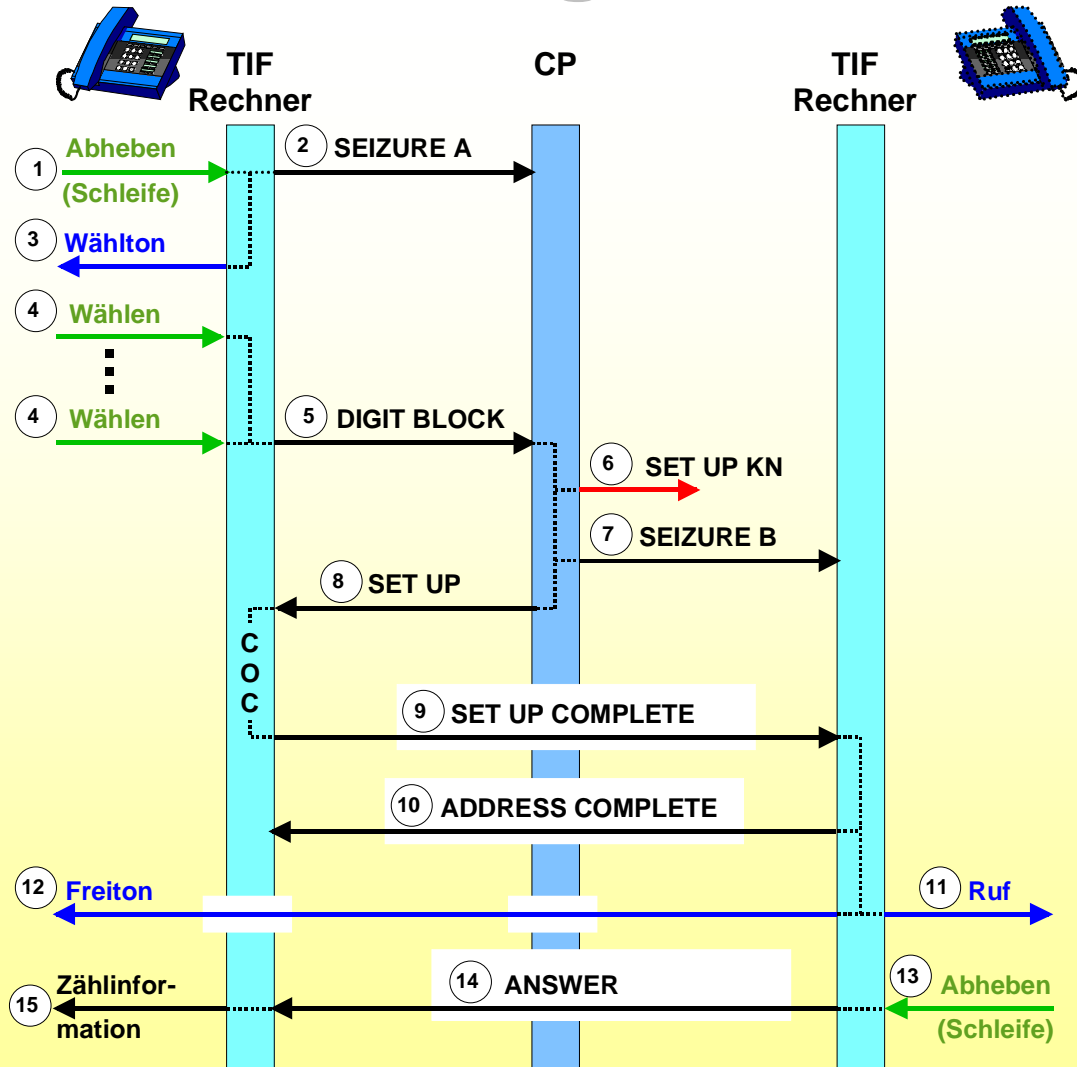 TIF
Rechner
CP
TIF
Rechner
1
Abheben
(Schleife)
2
SEIZURE A
3
Wählton
4
Wählen
4
Wählen
5
DIGIT BLOCK
6
SET UP KN
7
SEIZURE B
8
SET UP
C
O
C
9
SET UP COMPLETE
10
ADDRESS COMPLETE
12
Freiton
11
Ruf
15
Zählinfor-
mation
14
ANSWER
13
Abheben
(Schleife)